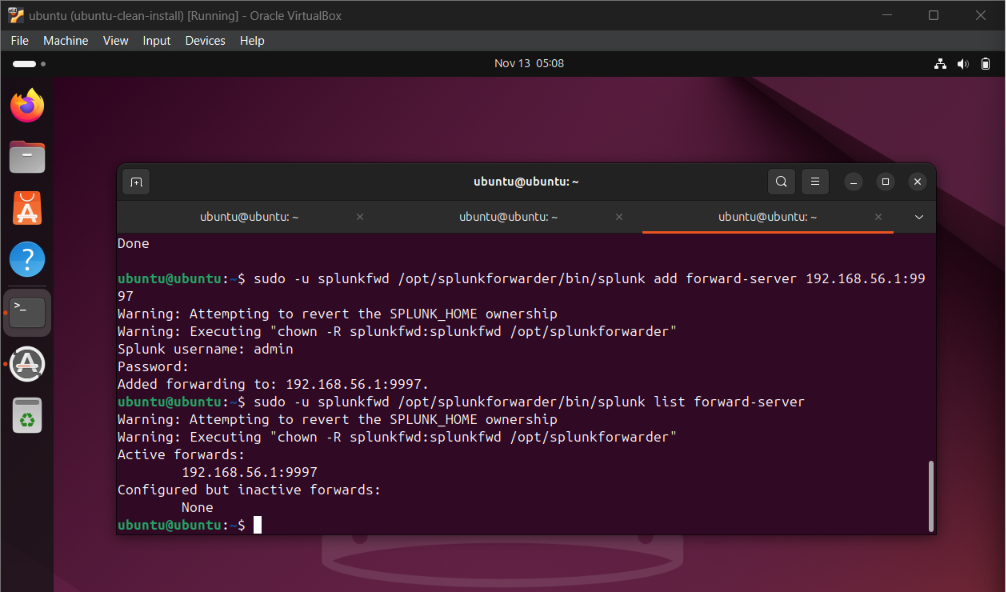 ubuntu (ubuntu-clean-install) [Running] - Oracle VirtualBox
File Machine View Input Devices Help
Nov 13 05:08
ubuntu@ubuntu: ~
ubuntu@ubuntu: ~ ubuntu@ubuntu: ~ ubuntu@ubuntu: ~
Done
ubuntu@ubuntu:~$ sudo -u splunkfwd /opt/splunkforwarder/bin/splunk add forward-server 192.168.56.1:99
97
Warning: Attempting to revert the SPLUNK_HOME ownership
Warning: Executing "chown -R splunkfwd:splunkfwd /opt/splunkforwarder"
Splunk username: admin
Password:
Added forwarding to: 192.168.56.1:9997.
ubuntu@ubuntu:~$ sudo -u splunkfwd /opt/splunkforwarder/bin/splunk list forward-server
Warning: Attempting to revert the SPLUNK_HOME ownership
Warning: Executing "chown -R splunkfwd:splunkfwd /opt/splunkforwarder"
Active forwards:
192.168.56.1:9997
Configured but inactive forwards:
None
ubuntu@ubuntu:~$